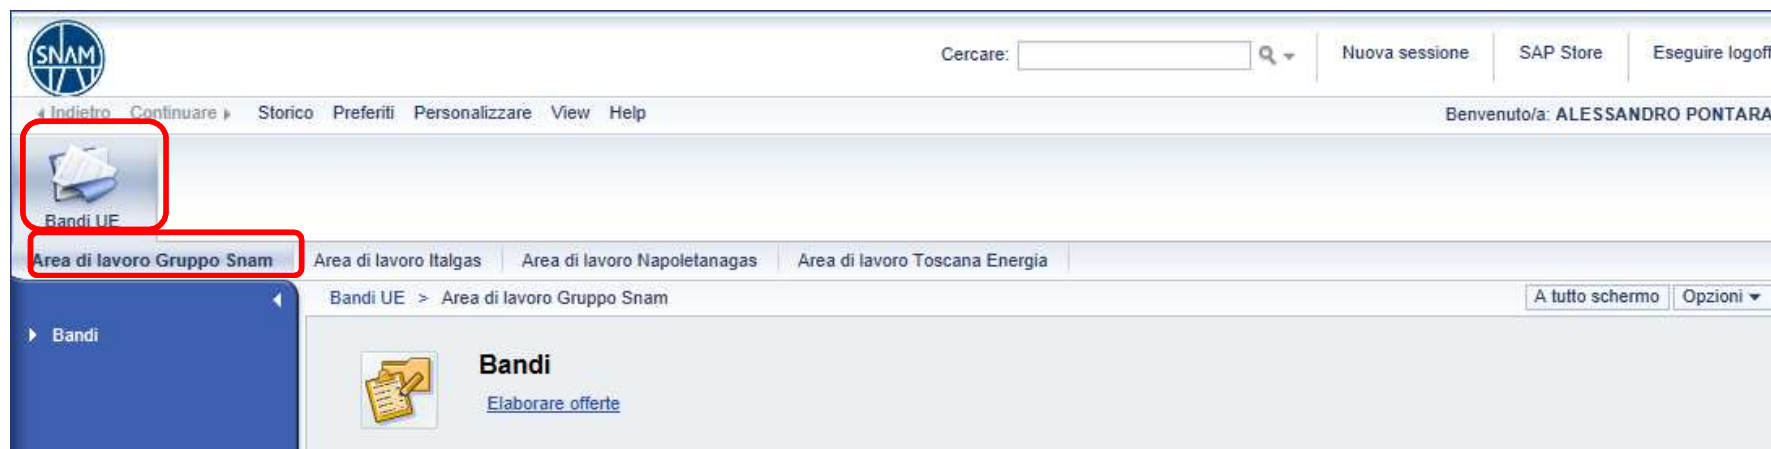 SNAM
Cercare:
Nuova sessione
SAP Store
Eseguire logoff
Indietro Continuare Storico Preferiti Personalizzare View Help
Benvenuto/a: ALESSANDRO PONTARA
Bandi UE
Area di lavoro Gruppo Snam
Area di lavoro Italgas
Area di lavoro Napoletanagas
Area di lavoro Toscana Energia
Bandi UE > Area di lavoro Gruppo Snam
A tutto schermo
Opzioni
Bandi
Bandi
Elaborare offerte